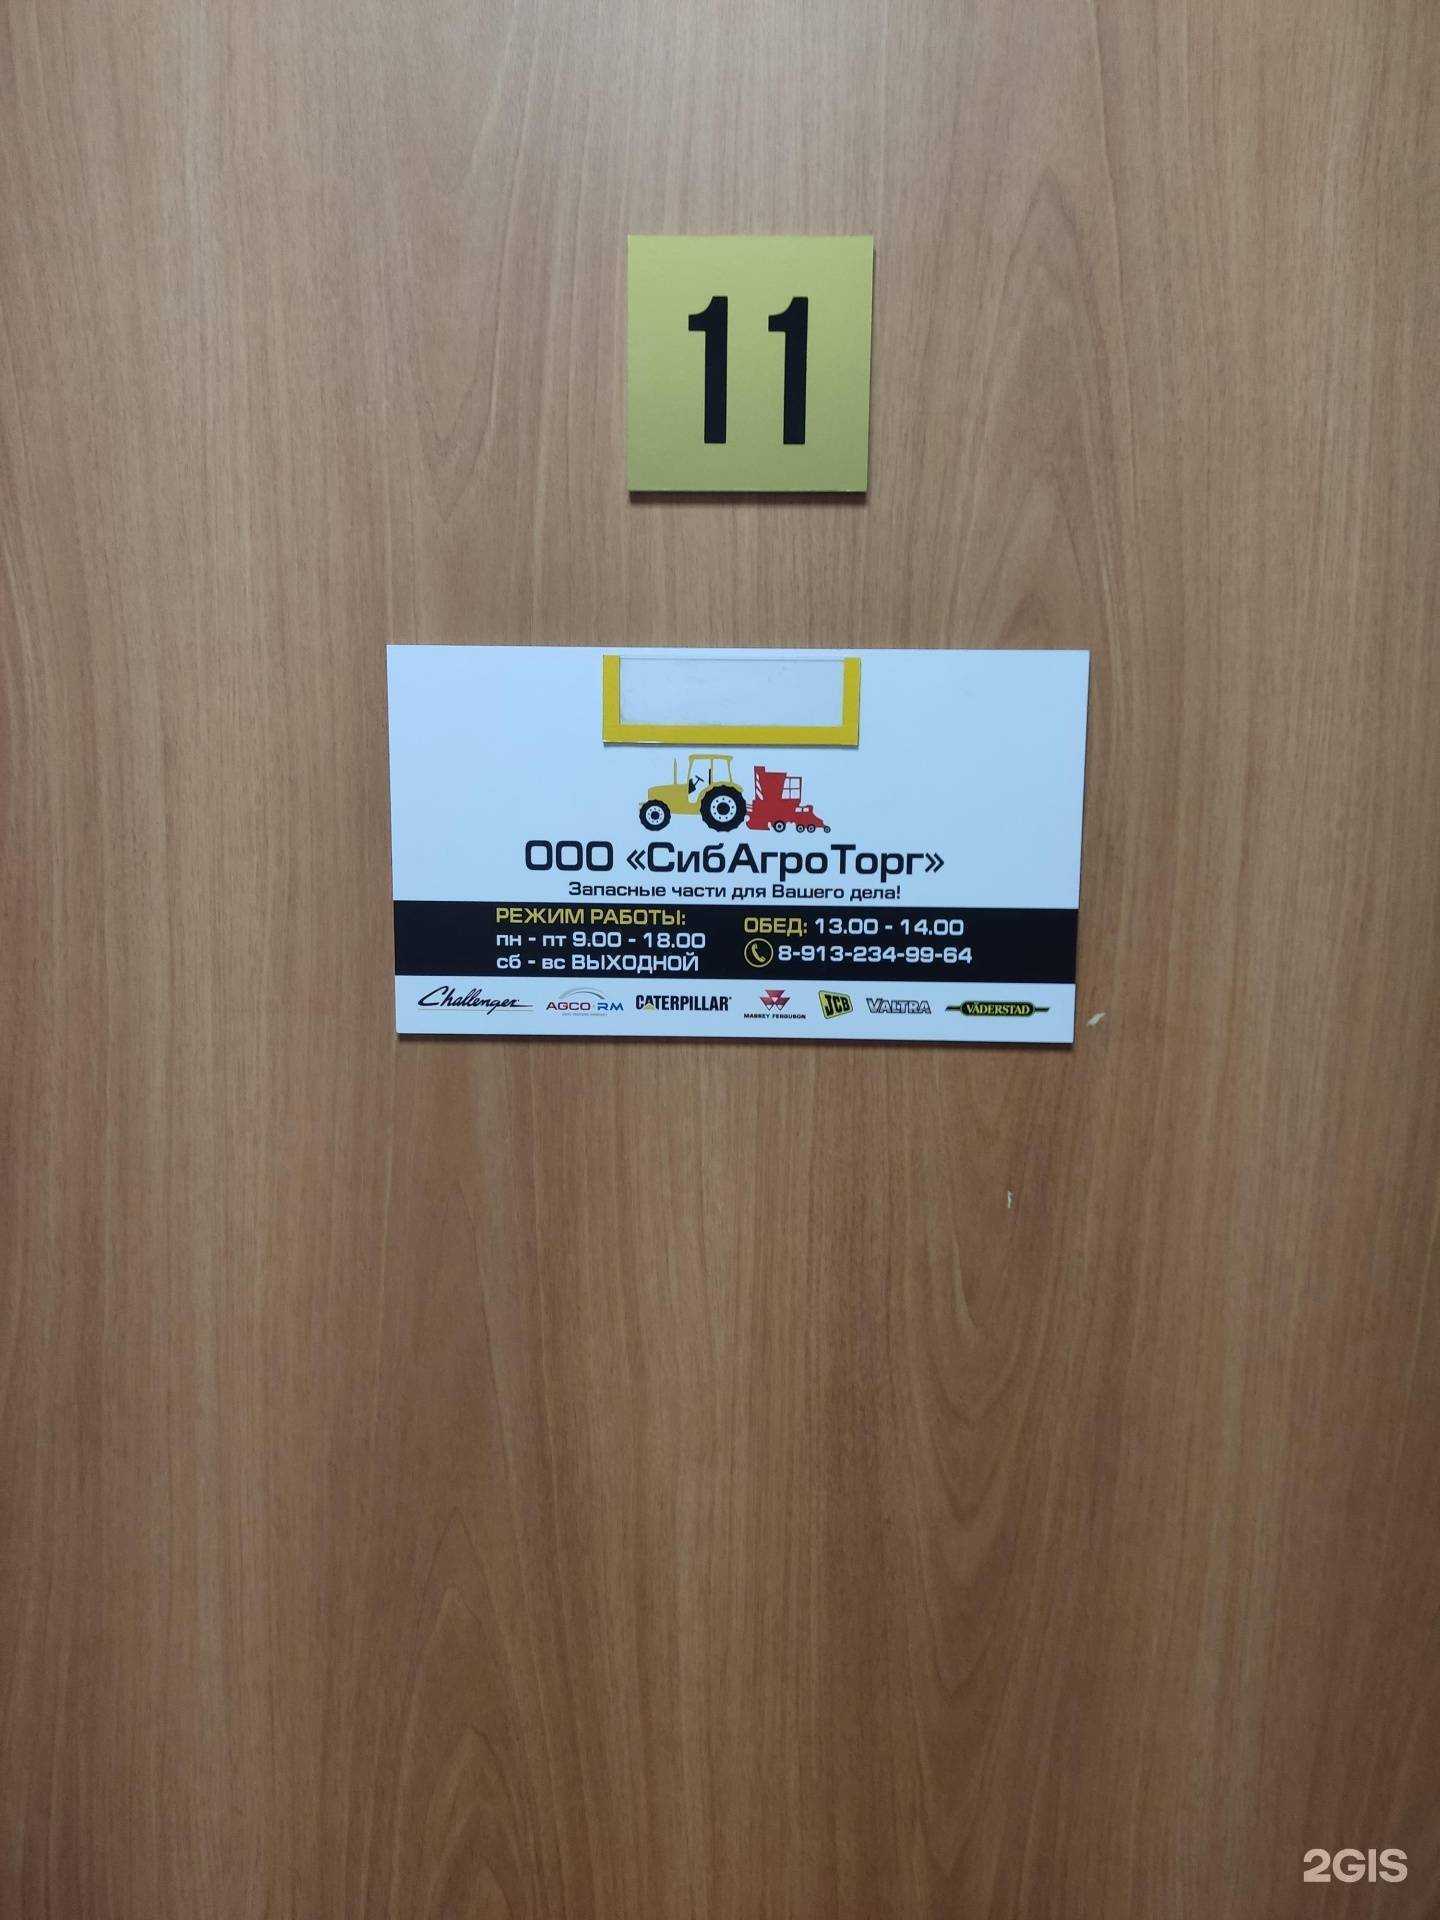 11
ООО «СибАгроТорг»
Запасные части для Вашего дела!
РЕЖИМ РАБОТЫ:
пн - пт 9.00 - 18.00
сб - вс ВЫХОДНОЙ
ОБЕД: 13.00 - 14.00
8-913-234-99-64
Challenger AGCO-RM CATERPILLAR MASSEY FERGUSON JCB VALTRA VÄDERSTAD
2GIS